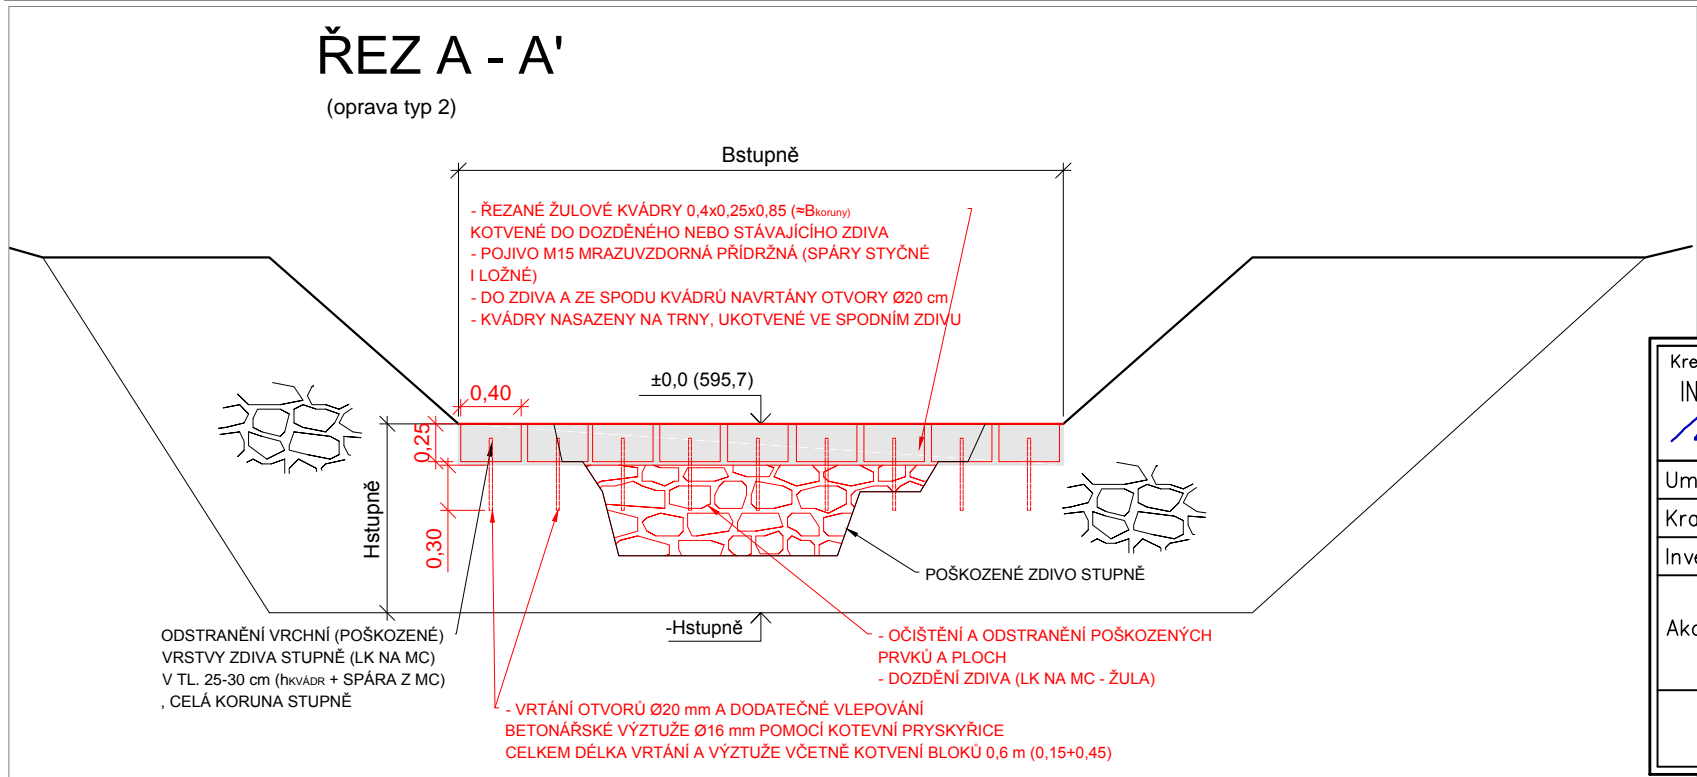 ŘEZ A - A'
(oprava typ 2)
Bstupně
- ŘEZANÉ ŽULOVÉ KVÁDRY 0,4x0,25x0,85 (≈Bkoruny)
KOTVENÉ DO DOZDĚNÉHO NEBO STÁVAJÍCÍHO ZDIVA
- POJIVO M15 MRAZUVZDORNÁ PŘÍDRŽNÁ (SPÁRY STYČNÉ
I LOŽNÉ)
- DO ZDIVA A ZE SPODU KVÁDRŮ NAVRTÁNY OTVORY Ø20 cm
- KVÁDRY NASAZENY NA TRNY, UKOTVENÉ VE SPODNÍM ZDIVU
±0,0 (595,7)
0,40
0,25
0,30
Hstupně
POŠKOZENÉ ZDIVO STUPNĚ
-Hstupně
ODSTRANĚNÍ VRCHNÍ (POŠKOZENÉ)
VRSTVY ZDIVA STUPNĚ (LK NA MC)
V TL. 25-30 cm (hKVÁDR + SPÁRA Z MC)
, CELÁ KORUNA STUPNĚ
- OČIŠTĚNÍ A ODSTRANĚNÍ POŠKOZENÝCH
PRVKŮ A PLOCH
- DOZDĚNÍ ZDIVA (LK NA MC - ŽULA)
- VRTÁNÍ OTVORŮ Ø20 mm A DODATEČNÉ VLEPOVÁNÍ
BETONÁŘSKÉ VÝZTUŽE Ø16 mm POMOCÍ KOTEVNÍ PRYSKYŘICE
CELKEM DÉLKA VRTÁNÍ A VÝZTUŽE VČETNĚ KOTVENÍ BLOKŮ 0,6 m (0,15+0,45)
Kre
IN
Um
Kra
Inve
Akc